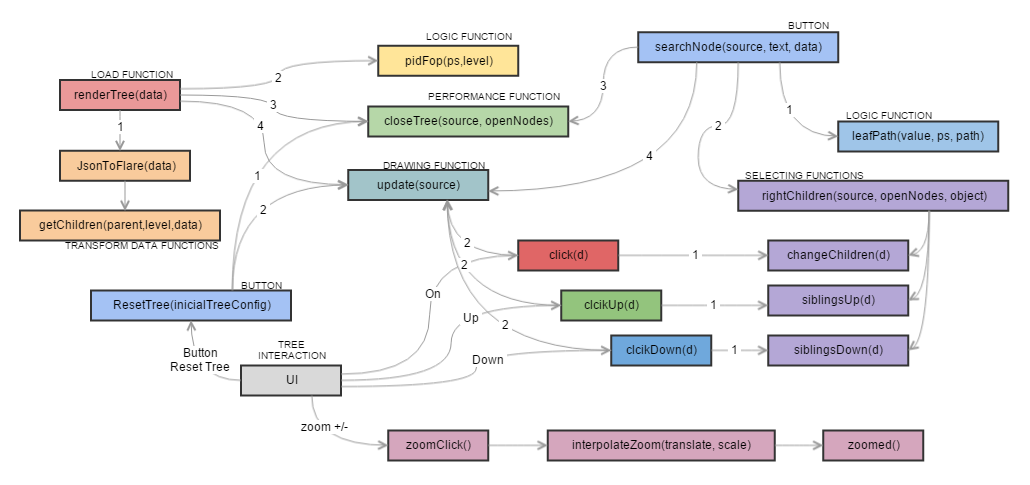 BUTTON
LOGIC FUNCTION
searchNode(source, text, data)
pidFop(ps,level)
LOAD FUNCTION
2
3
renderTree(data)
PERFORMANCE FUNCTION
3
1
closeTree(source, openNodes)
LOGIC FUNCTION
4
2
1
leafPath(value, ps, path)
JsonToFlare(data)
DRAWING FUNCTION
4
1
update(source)
SELECTING FUNCTIONS
rightChildren(source, openNodes, object)
2
getChildren(parent,level,data)
TRANSFORM DATA FUNCTIONS
2
click(d)
1
changeChildren(d)
2
BUTTON
On
ResetTree(inicialTreeConfig)
clcikUp(d)
1
siblingsUp(d)
Up
2
TREE
INTERACTION
Button
Reset Tree
Down
clcikDown(d)
1
siblingsDown(d)
UI
zoom +/-
zoomClick()
interpolateZoom(translate, scale)
zoomed()